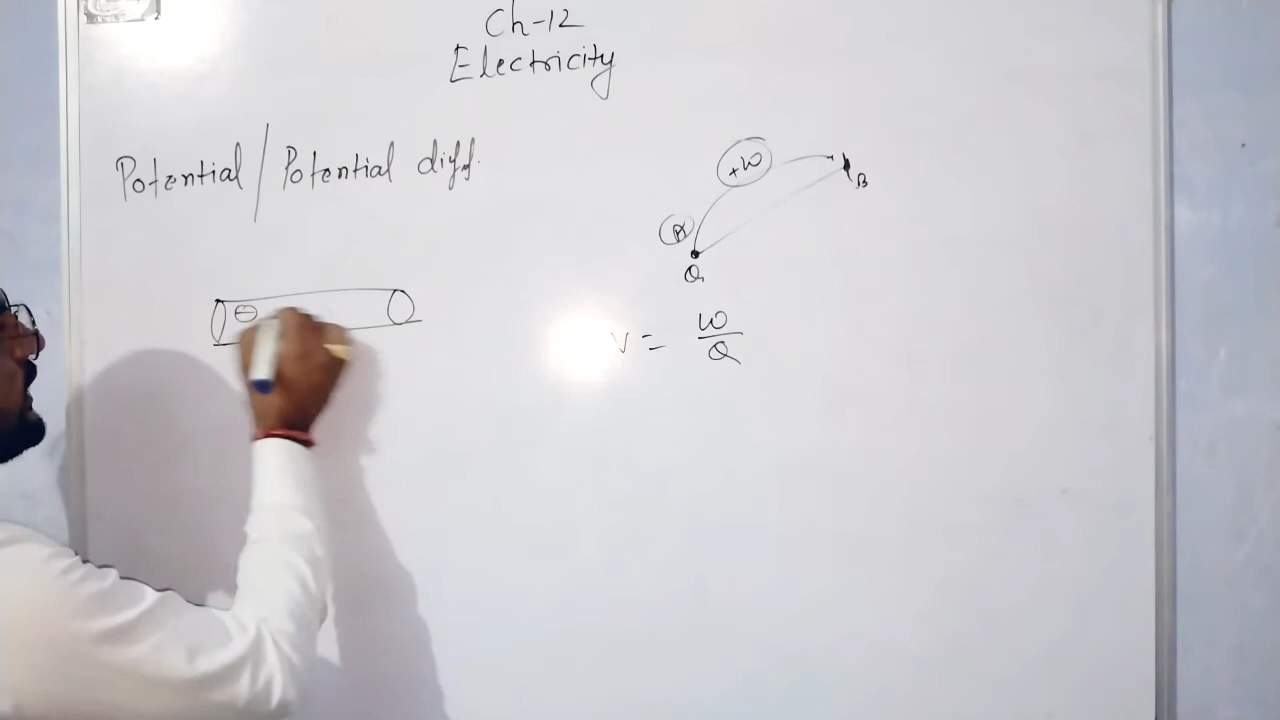 Ch-12
Electricity
Potential / Potential diff.
+W
B
A
Q
V = W/Q
⊖